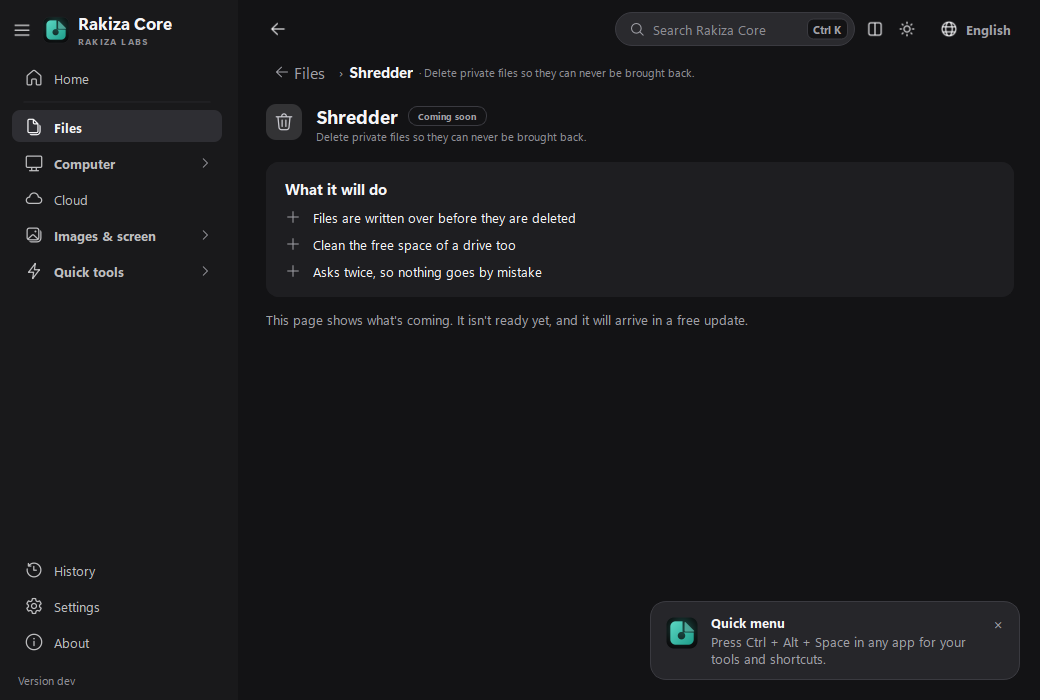 Rakiza Core
RAKIZA LABS
Home
Files
Computer
Cloud
Images & screen
Quick tools
History
Settings
About
Version dev
Search Rakiza Core
Ctrl K
English
Files › Shredder · Delete private files so they can never be brought back.
Shredder
Coming soon
Delete private files so they can never be brought back.
What it will do
Files are written over before they are deleted
Clean the free space of a drive too
Asks twice, so nothing goes by mistake
This page shows what's coming. It isn't ready yet, and it will arrive in a free update.
Quick menu
Press Ctrl + Alt + Space in any app for your
tools and shortcuts.